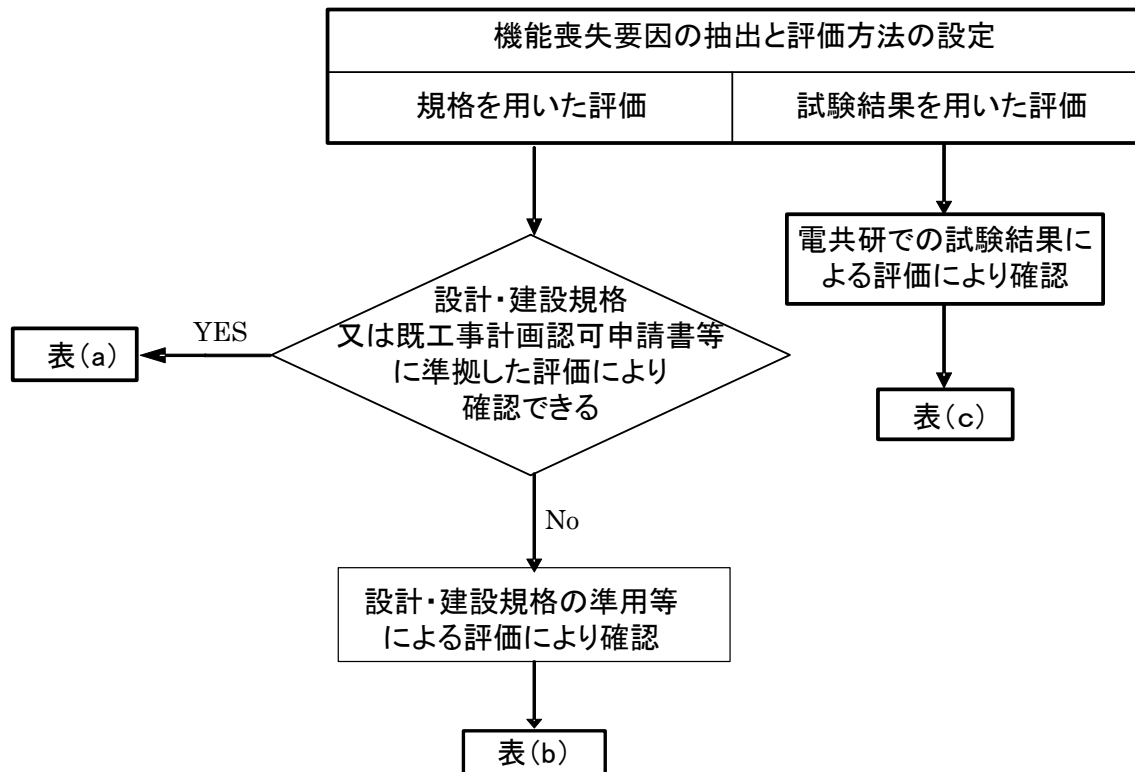 機能喪失要因の抽出と評価方法の設定
規格を用いた評価
試験結果を用いた評価
設計・建設規格
又は既工事計画認可申請書等
に準拠した評価により
確認できる
YES
表(a)
No
設計・建設規格の準用等
による評価により確認
表(b)
電共研での試験結果に
よる評価により確認
表(c)